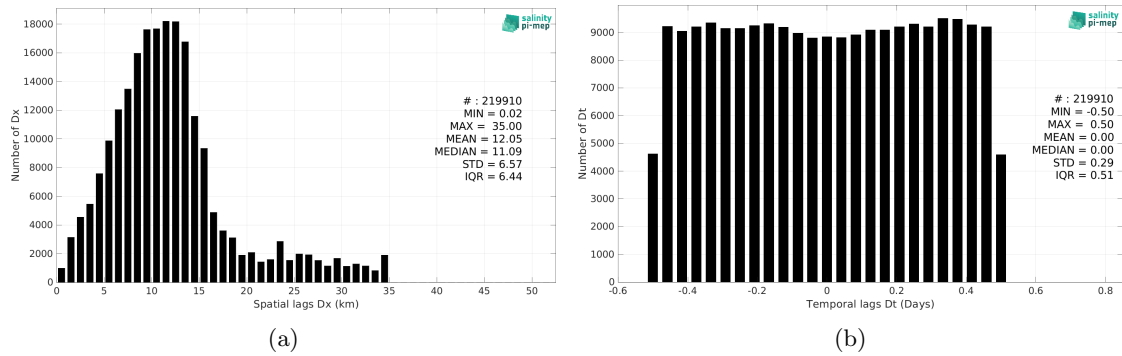 18000
16000
14000
12000
10000
8000
6000
4000
2000
0
Number of Dx
salinity
pi-mep
# : 219910
MIN = 0.02
MAX = 35.00
MEAN = 12.05
MEDIAN = 11.09
STD = 6.57
IQR = 6.44
0 5 10 15 20 25 30 35 40 45 50
Spatial lags Dx (km)
(a)
9000
8000
7000
6000
5000
4000
3000
2000
1000
0
Number of Dt
salinity
pi-mep
# : 219910
MIN = -0.50
MAX = 0.50
MEAN = 0.00
MEDIAN = 0.00
STD = 0.29
IQR = 0.51
-0.6 -0.4 -0.2 0 0.2 0.4 0.6 0.8
Temporal lags Dt (Days)
(b)